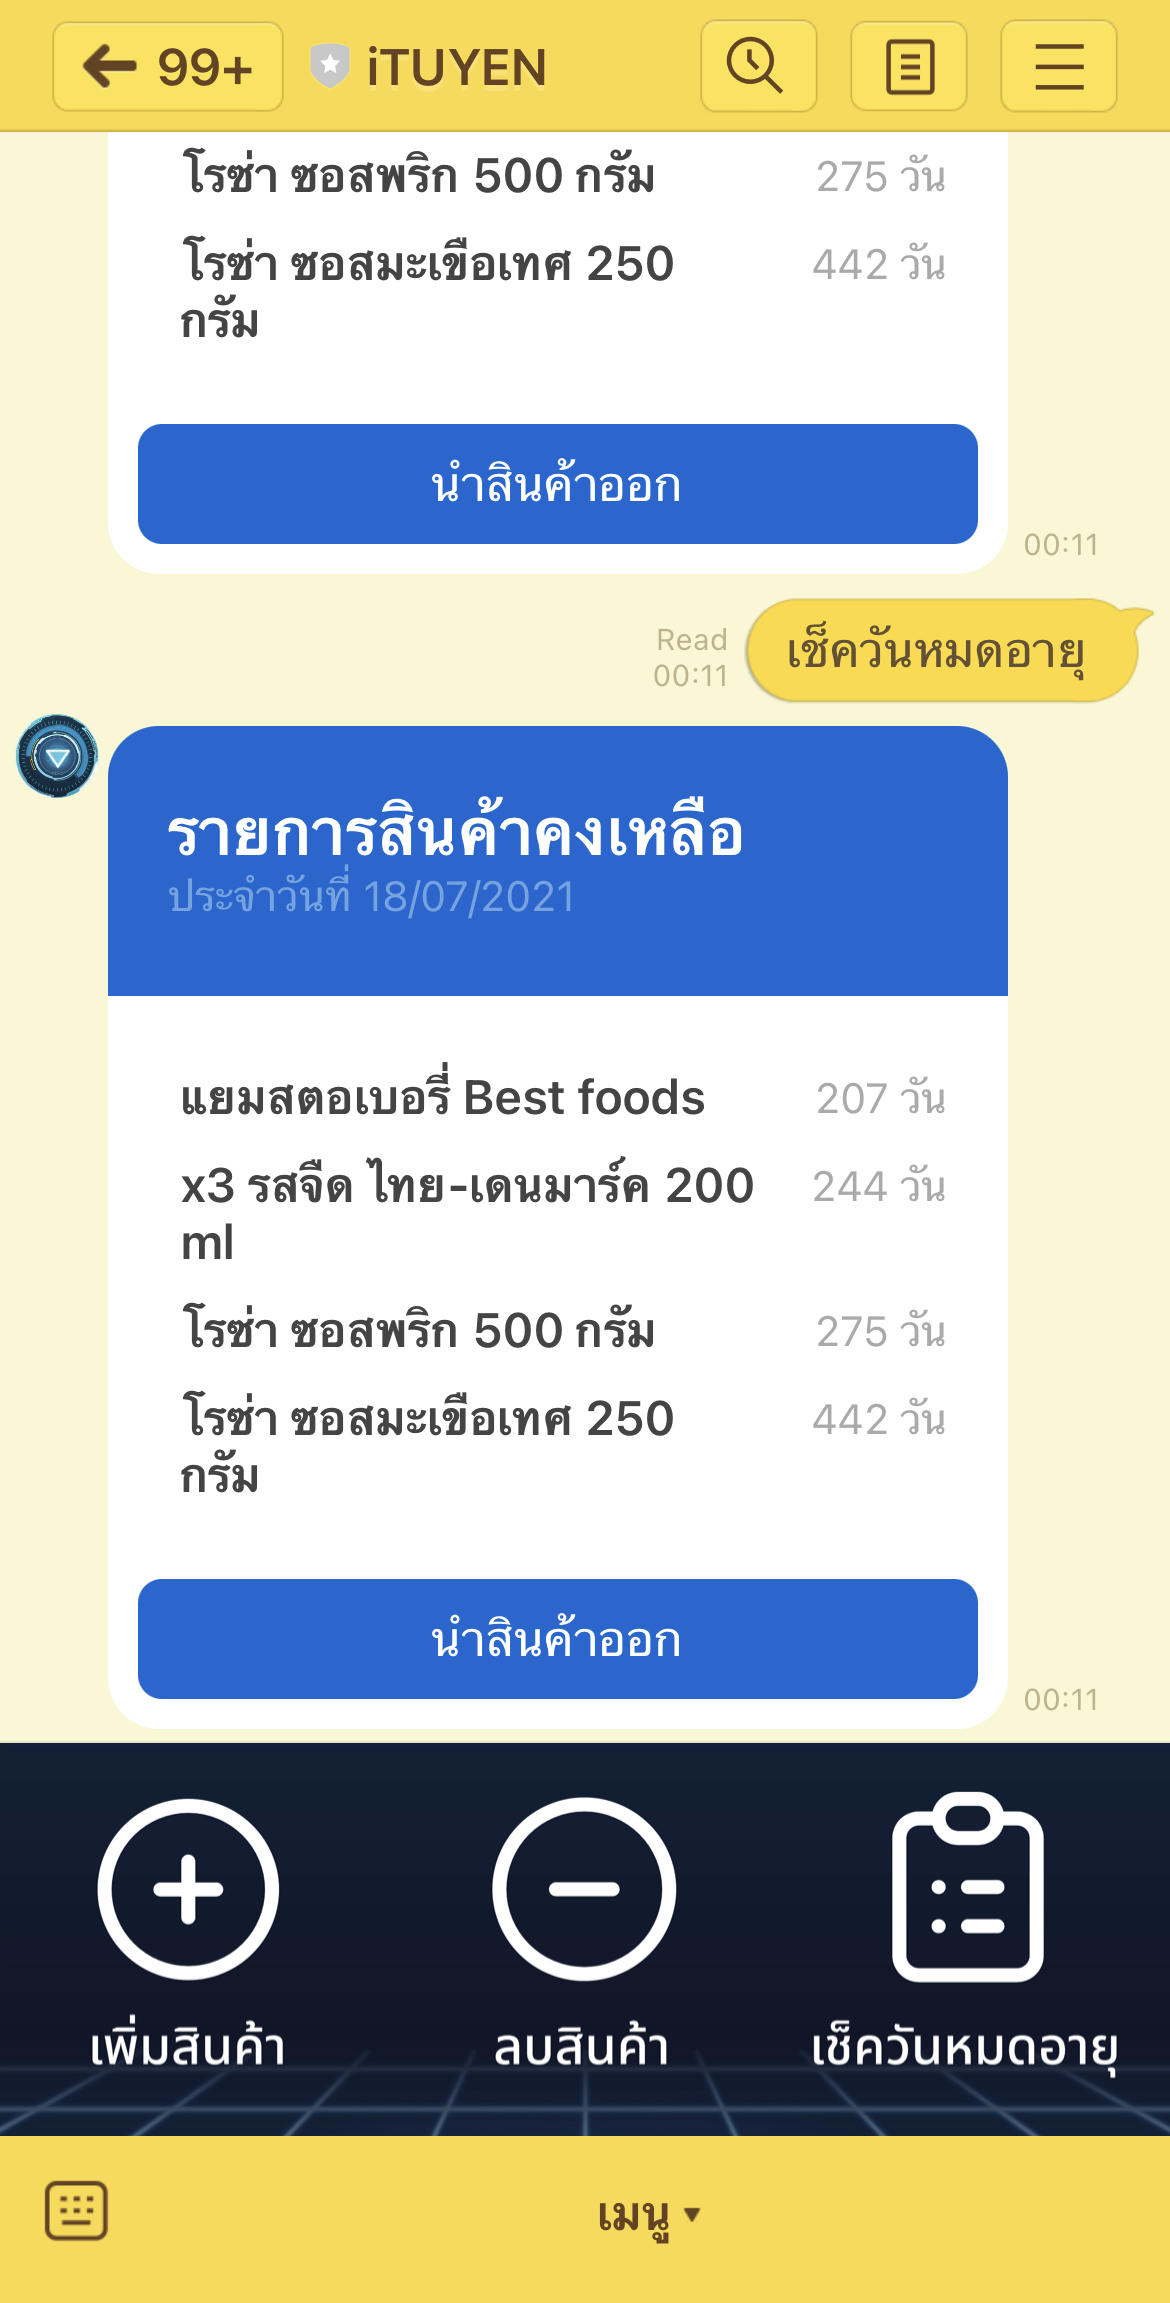 99+ iTUYEN
โรซ่า ซอสพริก 500 กรัม 275 วัน
โรซ่า ซอสมะเขือเทศ 250 442 วัน
กรัม
นำสินค้าออก
00:11
Read
00:11
เช็ควันหมดอายุ
รายการสินค้าคงเหลือ
ประจำวันที่ 18/07/2021
แยมสตอเบอรี่ Best foods 207 วัน
x3 รสจืด ไทย-เดนมาร์ค 200 244 วัน
ml
โรซ่า ซอสพริก 500 กรัม 275 วัน
โรซ่า ซอสมะเขือเทศ 250 442 วัน
กรัม
นำสินค้าออก
00:11
เพิ่มสินค้า ลบสินค้า เช็ควันหมดอายุ
เมนู